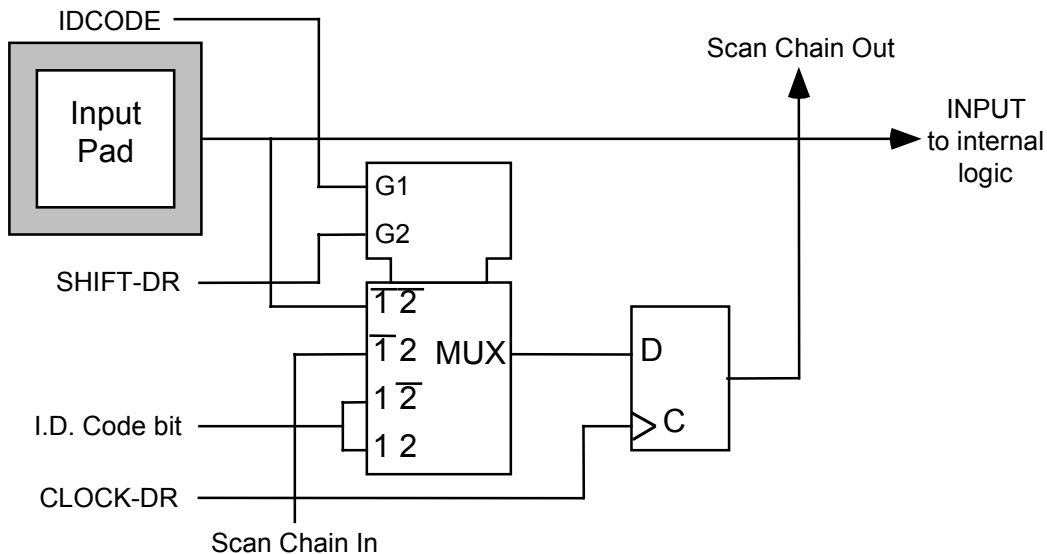 IDCODE
Scan Chain Out
Input
Pad
INPUT
to internal
logic
G1
G2
SHIFT-DR
1̅ 2̅
1̅ 2
MUX
D
1 2̅
I.D. Code bit
1 2
C
CLOCK-DR
Scan Chain In